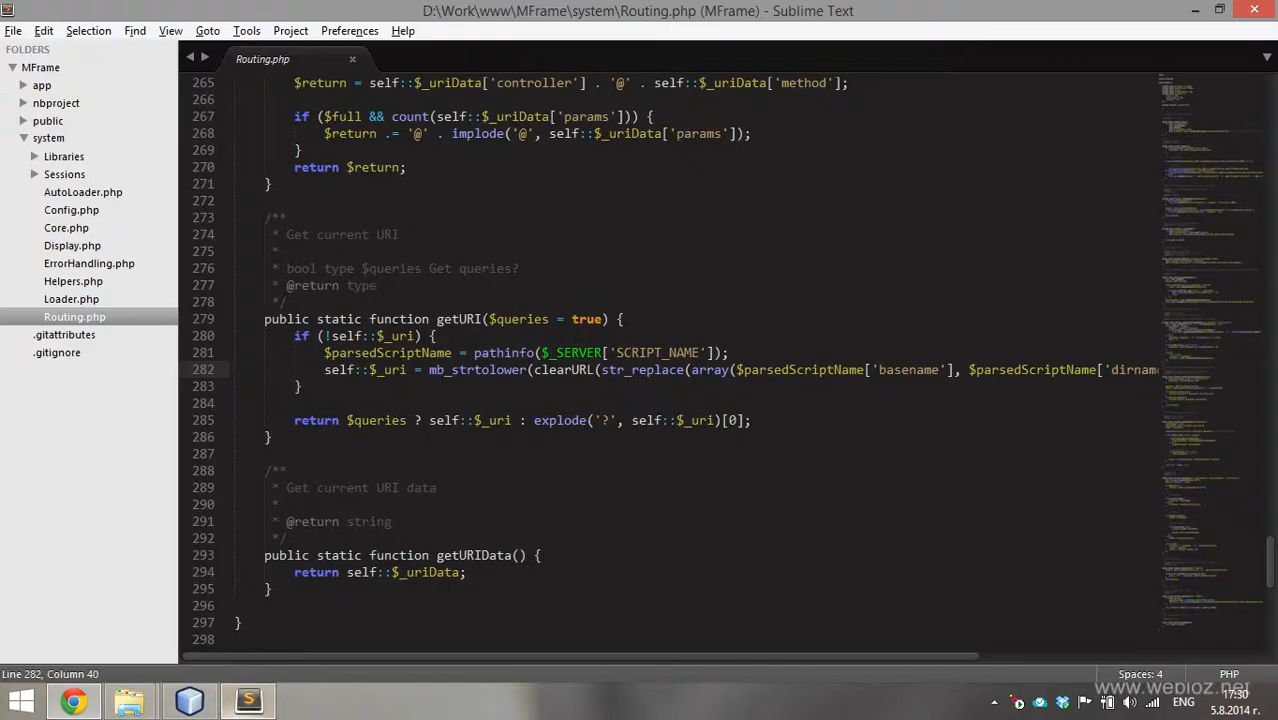 D:\Work\www\MFrame\system\Routing.php (MFrame) - Sublime Text
File Edit Selection Find View Goto Tools Project Preferences Help
FOLDERS
MFrame
app
nbproject
public
system
Libraries
Sessions
AutoLoader.php
Config.php
Core.php
Display.php
ErrorHandling.php
Helpers.php
Loader.php
Routing.php
.gitattributes
.gitignore
Routing.php
265 $return = self::$_uriData['controller'] . '@' . self::$_uriData['method'];
266
267 if ($full && count(self::$_uriData['params'])) {
268 $return .= '@' . implode('@', self::$_uriData['params']);
269 }
270 return $return;
271 }
272
273 /**
274 * Get current URI
275 *
276 * bool type $queries Get queries?
277 * @return type
278 */
279 public static function getURI($queries = true) {
280 if (!self::$_uri) {
281 $parsedScriptName = pathinfo($_SERVER['SCRIPT_NAME']);
282 self::$_uri = mb_strtolower(clearURL(str_replace(array($parsedScriptName['basename'], $parsedScriptName['dirname
283 }
284
285 return $queries ? self::$_uri : explode('?', self::$_uri)[0];
286 }
287
288 /**
289 * Get current URI data
290 *
291 * @return string
292 */
293 public static function getURIData() {
294 return self::$_uriData;
295 }
296
297 }
298
Line 282, Column 40
Spaces: 4
PHP
www.webioz.net
ENG
17:30
5.8.2014 г.